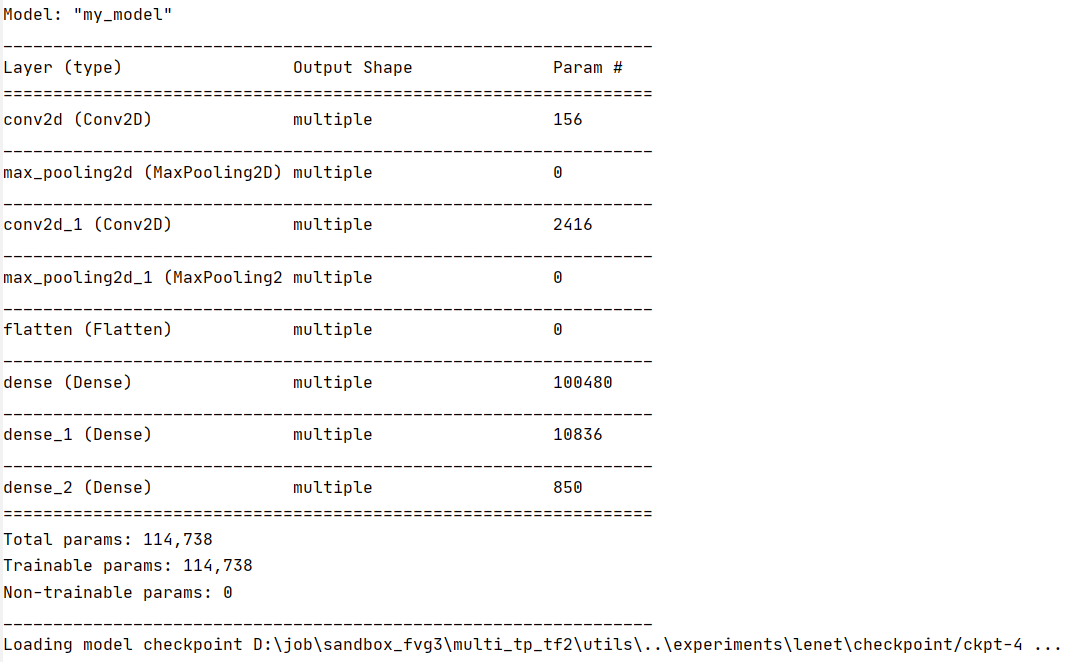 Model: "my_model"
_________________________________________________________________
Layer (type)                 Output Shape              Param #
=================================================================
conv2d (Conv2D)              multiple                  156
_________________________________________________________________
max_pooling2d (MaxPooling2D) multiple                  0
_________________________________________________________________
conv2d_1 (Conv2D)            multiple                  2416
_________________________________________________________________
max_pooling2d_1 (MaxPooling2 multiple                  0
_________________________________________________________________
flatten (Flatten)            multiple                  0
_________________________________________________________________
dense (Dense)                multiple                  100480
_________________________________________________________________
dense_1 (Dense)              multiple                  10836
_________________________________________________________________
dense_2 (Dense)              multiple                  850
=================================================================
Total params: 114,738
Trainable params: 114,738
Non-trainable params: 0
_________________________________________________________________
Loading model checkpoint D:\job\sandbox_fvg3\multi_tp_tf2\utils\..\experiments\lenet\checkpoint/ckpt-4 ...